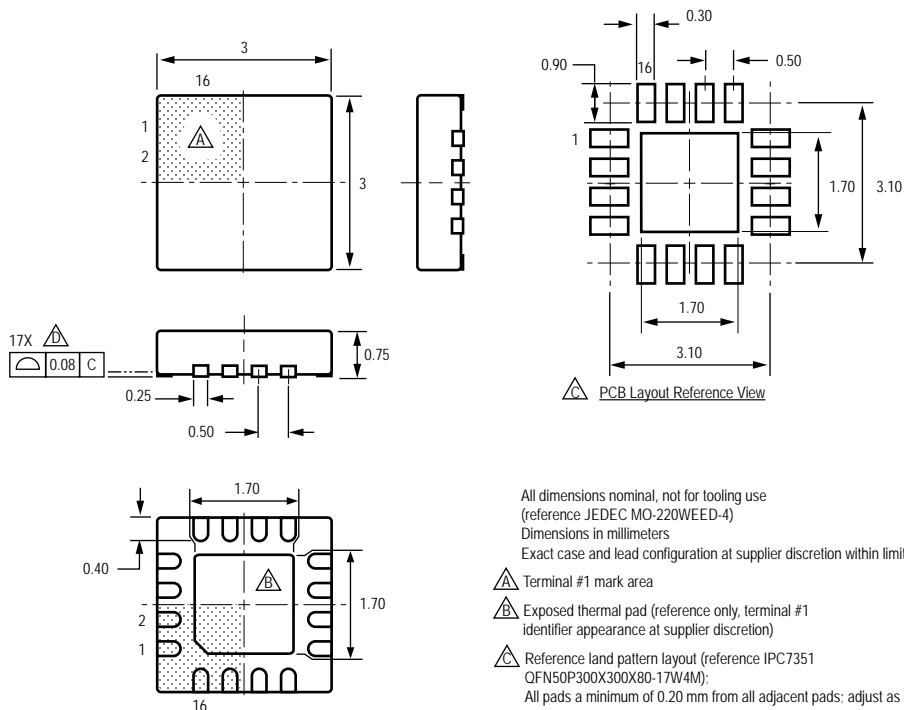 3
16
1
A
2
3
17X D
0.08 C
0.75
0.25
0.50
0.30
0.90
16
0.50
1
1.70
3.10
1.70
3.10
C PCB Layout Reference View
1.70
0.40
B
1.70
2
1
16
All dimensions nominal, not for tooling use
(reference JEDEC MO-220WEED-4)
Dimensions in millimeters
Exact case and lead configuration at supplier discretion within
A Terminal #1 mark area
B Exposed thermal pad (reference only, terminal #1
identifier appearance at supplier discretion)
C Reference land pattern layout (reference IPC7351
QFN50P300X300X80-17W4M);
All pads a minimum of 0.20 mm from all adjacent pads; adjust as